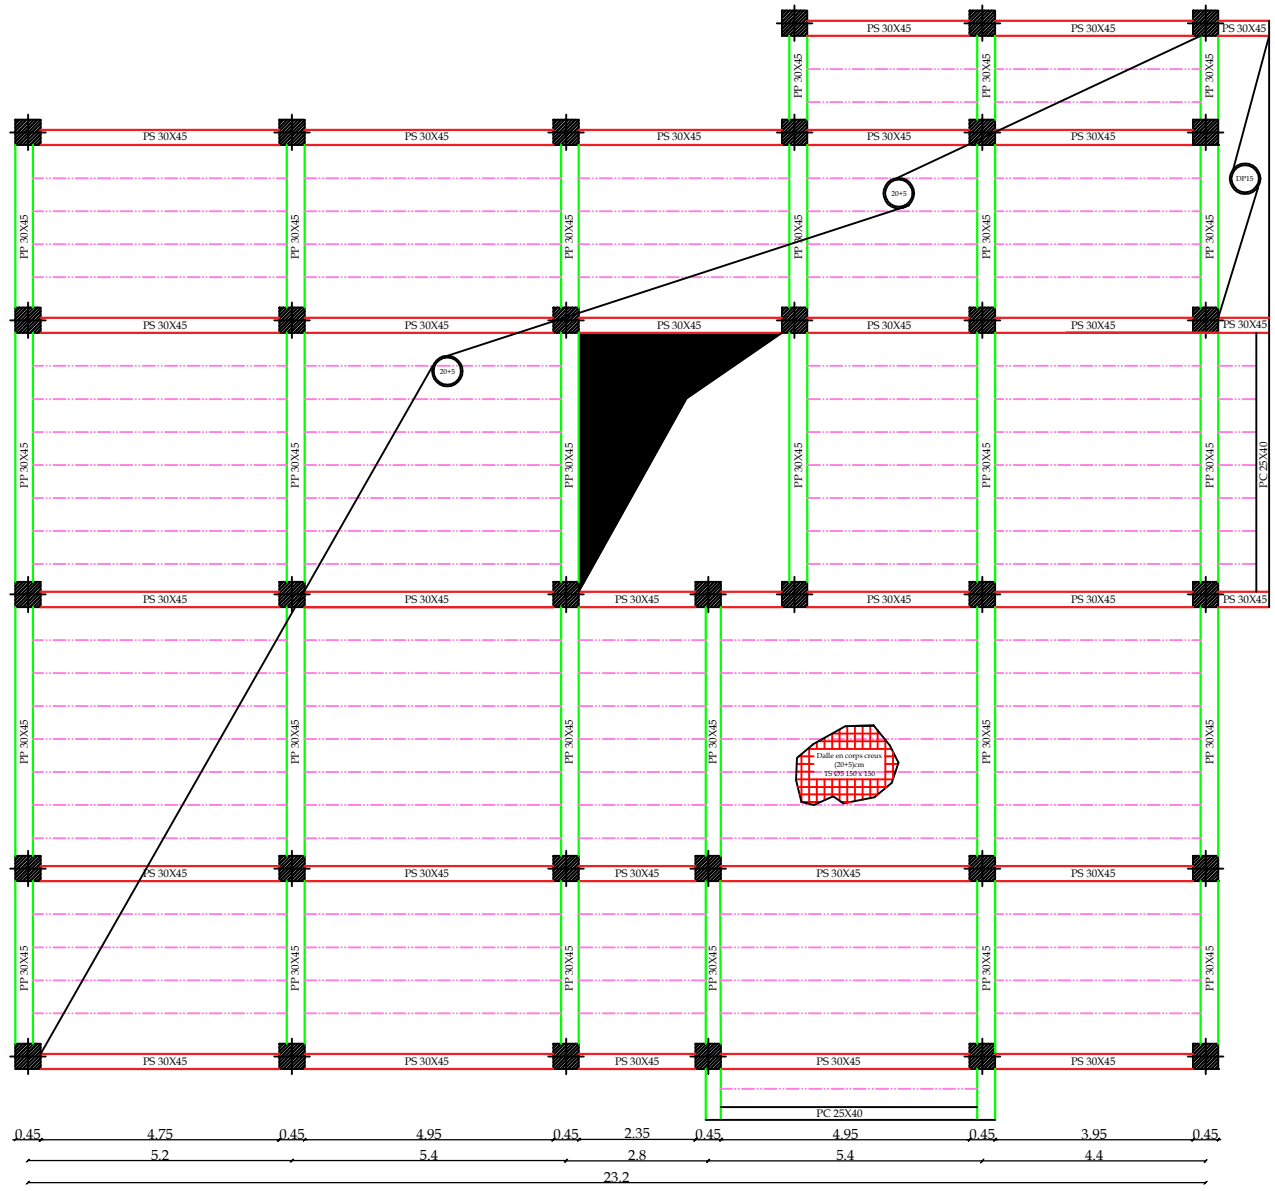 PS 30X45 PS 30X45 PS 30X45
PP 30X45 PP 30X45 PP 30X45
PS 30X45 PS 30X45 PS 30X45 PS 30X45 PS 30X45
DP15
20+5
PP 30X45 PP 30X45 PP 30X45 PP 30X45 PP 30X45 PP 30X45
PS 30X45 PS 30X45 PS 30X45 PS 30X45 PS 30X45 PS 30X45
20+5
PP 30X45 PP 30X45 PP 30X45 PP 30X45 PP 30X45 PP 30X45 PC 25X40
PS 30X45 PS 30X45 PS 30X45 PS 30X45 PS 30X45 PS 30X45
PP 30X45 PP 30X45 PP 30X45 PP 30X45 PP 30X45 PP 30X45
Dalle en corps creux
(20+5)cm
TS Ø5 150 x 150
PS 30X45 PS 30X45 PS 30X45 PS 30X45 PS 30X45
PP 30X45 PP 30X45 PP 30X45 PP 30X45 PP 30X45 PP 30X45
PS 30X45 PS 30X45 PS 30X45 PS 30X45 PS 30X45
PC 25X40
0.45 4.75 0.45 4.95 0.45 2.35 0.45 4.95 0.45 3.95 0.45
5.2 5.4 2.8 5.4 4.4
23.2